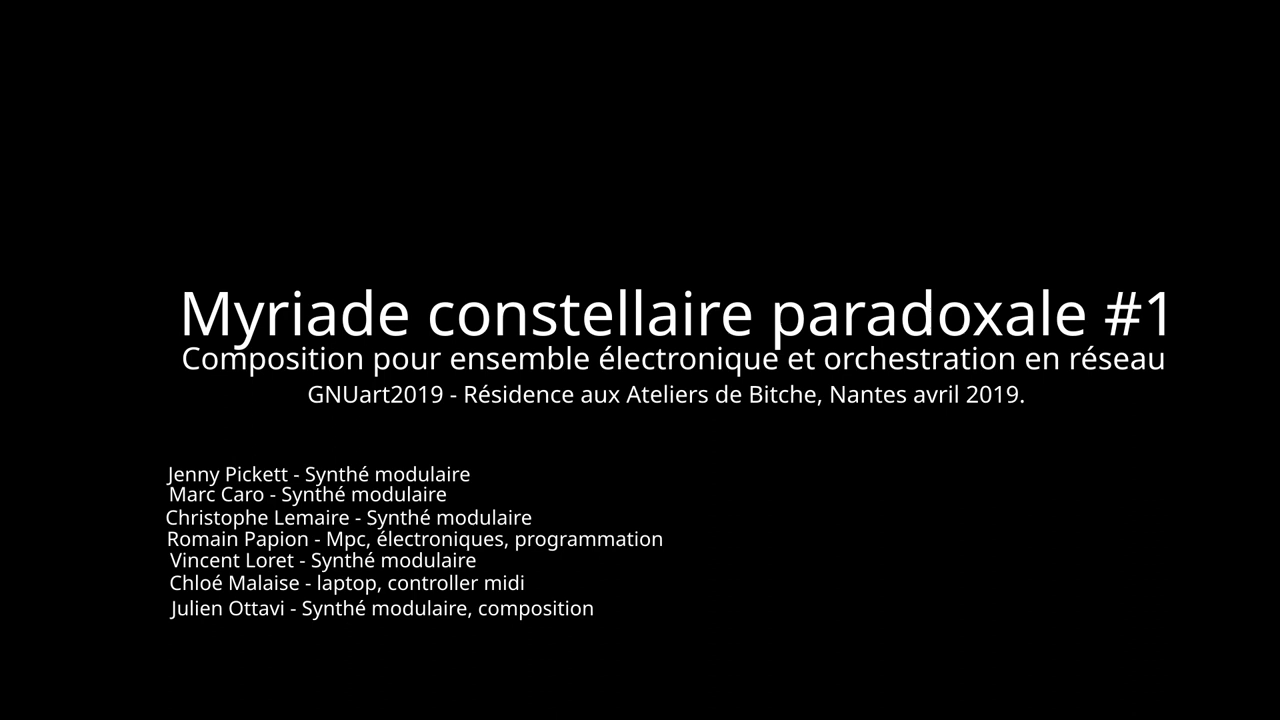 Myriade constellaire paradoxale #1
Composition pour ensemble électronique et orchestration en réseau
GNUart2019 - Résidence aux Ateliers de Bitche, Nantes avril 2019.
Jenny Pickett - Synthé modulaire
Marc Caro - Synthé modulaire
Christophe Lemaire - Synthé modulaire
Romain Papion - Mpc, électroniques, programmation
Vincent Loret - Synthé modulaire
Chloé Malaise - laptop, controller midi
Julien Ottavi - Synthé modulaire, composition